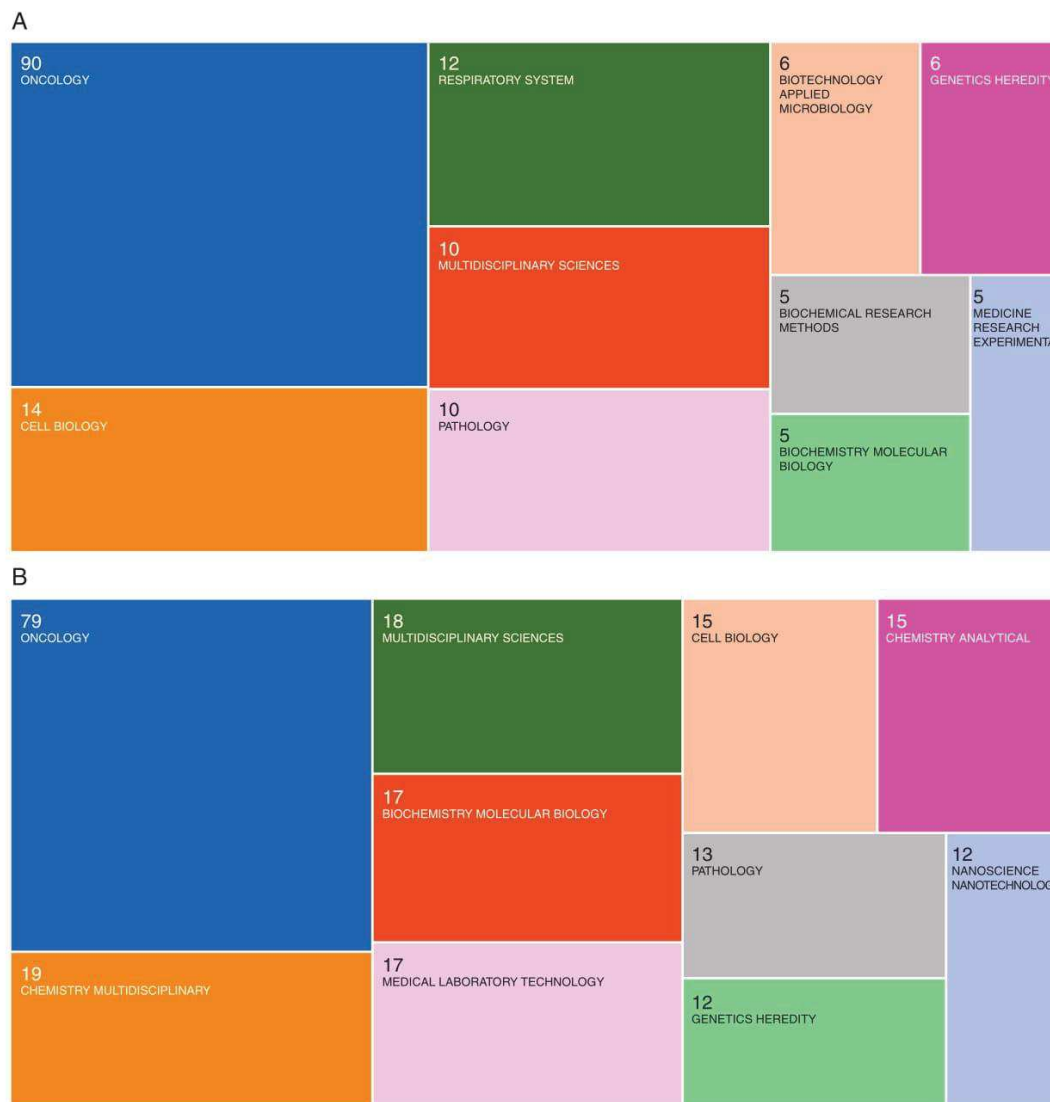 A
90
ONCOLOGY
12
RESPIRATORY SYSTEM
6
BIOTECHNOLOGY
APPLIED
MICROBIOLOGY
6
GENETICS HEREDITY
10
MULTIDISCIPLINARY SCIENCES
5
BIOCHEMICAL RESEARCH
METHODS
5
MEDICINE
RESEARCH
EXPERIMENTA
14
CELL BIOLOGY
10
PATHOLOGY
5
BIOCHEMISTRY MOLECULAR
BIOLOGY
B
79
ONCOLOGY
18
MULTIDISCIPLINARY SCIENCES
15
CELL BIOLOGY
15
CHEMISTRY ANALYTICAL
17
BIOCHEMISTRY MOLECULAR BIOLOGY
13
PATHOLOGY
12
NANOSCIENCE
NANOTECHNOLOG
19
CHEMISTRY MULTIDISCIPLINARY
17
MEDICAL LABORATORY TECHNOLOGY
12
GENETICS HEREDITY